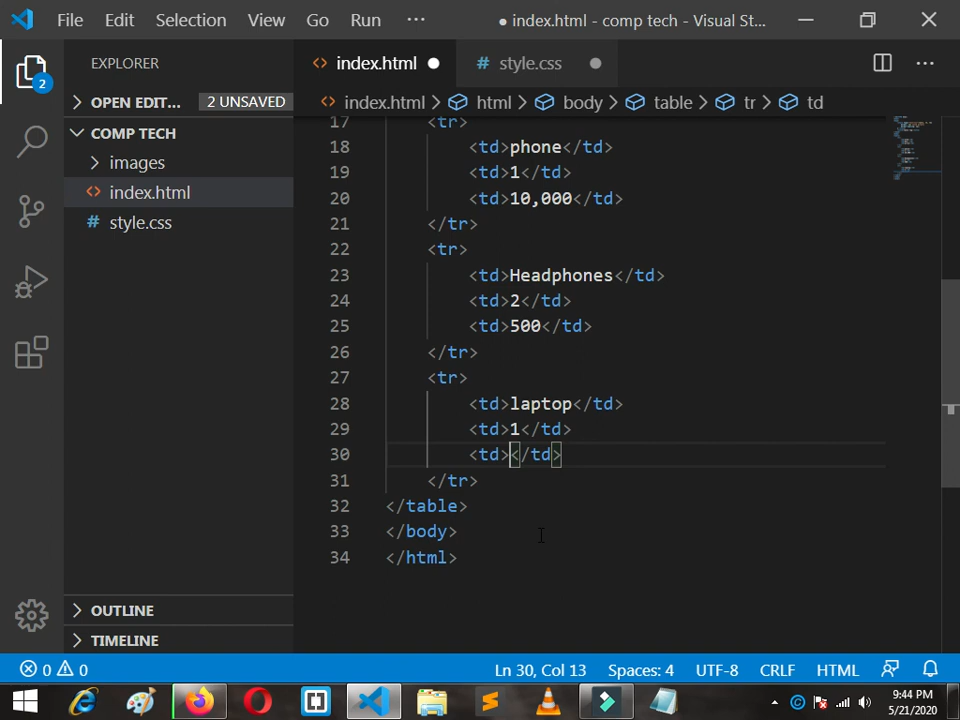 File Edit Selection View Go Run ··· ● index.html - comp tech - Visual St...
EXPLORER
OPEN EDIT... 2 UNSAVED
COMP TECH
images
index.html
style.css
OUTLINE
TIMELINE
index.html ● # style.css ●
index.html > html > body > table > tr > td
17 <tr>
18 <td>phone</td>
19 <td>1</td>
20 <td>10,000</td>
21 </tr>
22 <tr>
23 <td>Headphones</td>
24 <td>2</td>
25 <td>500</td>
26 </tr>
27 <tr>
28 <td>laptop</td>
29 <td>1</td>
30 <td></td>
31 </tr>
32 </table>
33 </body>
34 </html>
0 0 Ln 30, Col 13 Spaces: 4 UTF-8 CRLF HTML
9:44 PM
5/21/2020